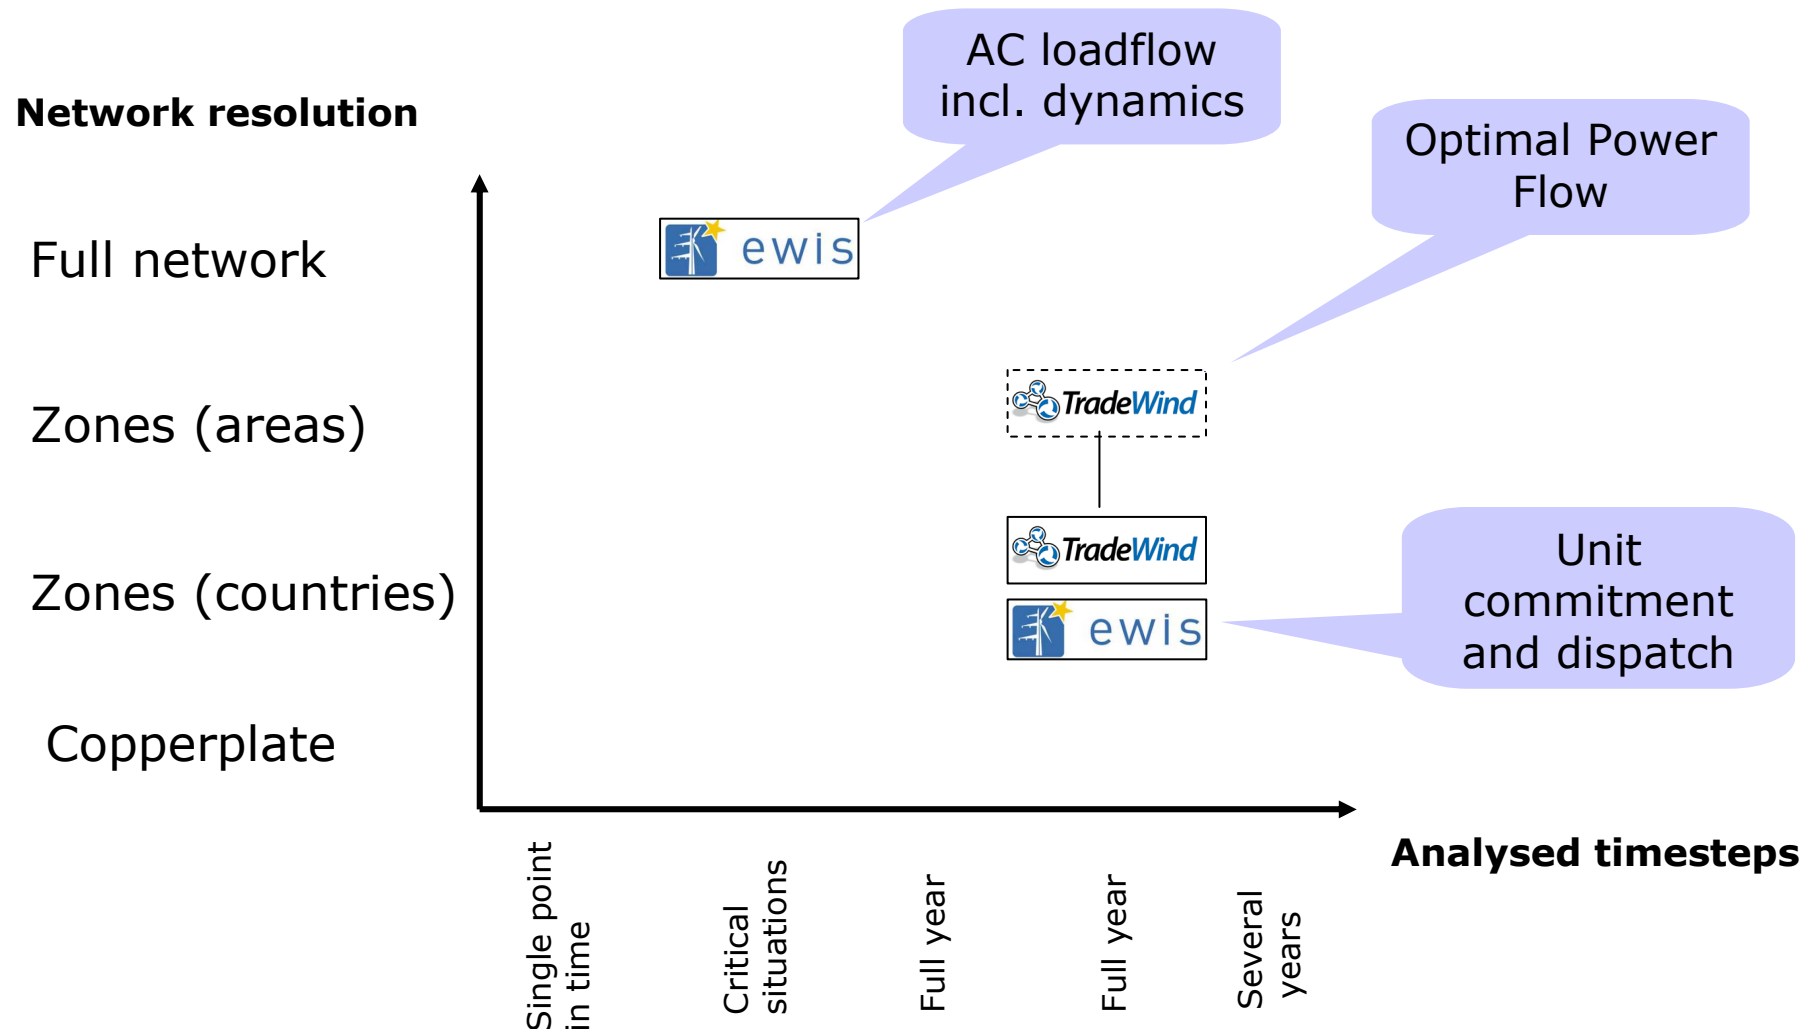 AC loadflow
incl. dynamics
Network resolution
Optimal Power
Flow
Full network
ewis
Zones (areas)
TradeWind
TradeWind
Zones (countries)
ewis
Unit
commitment
and dispatch
Copperplate
Analysed timesteps
Single point
in time
Critical
situations
Full year
Full year
Several
years